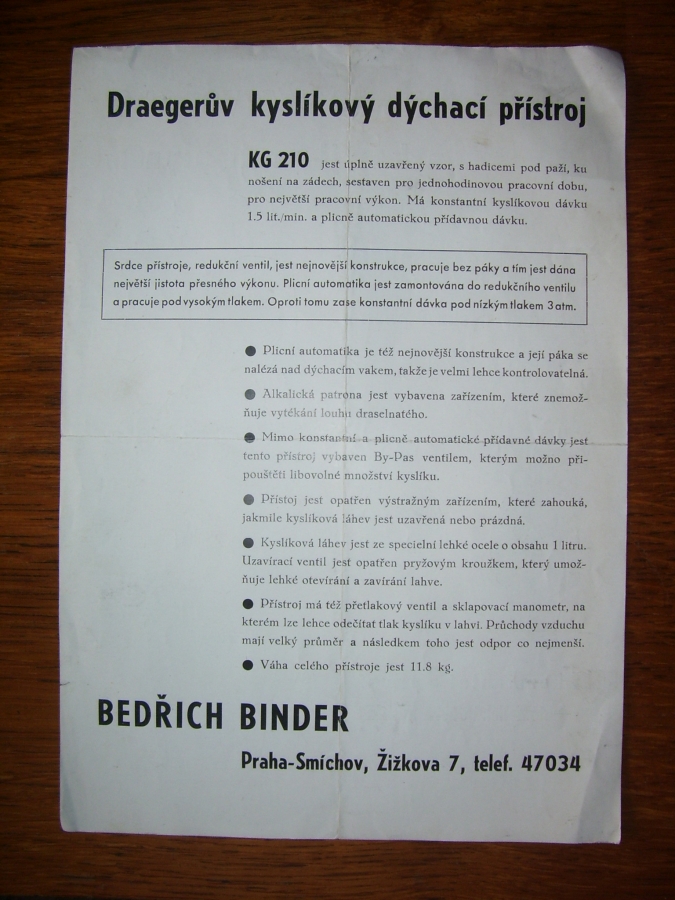 Draegerův kyslíkový dýchací přístroj
KG 210 jest úplně uzavřený vzor, s hadicemi pod paží, ku
nošení na zádech, sestaven pro jednohodinovou pracovní dobu,
pro největší pracovní výkon. Má konstantní kyslíkovou dávku
1.5 lit./min. a plicně automatickou přídavnou dávku.
Srdce přístroje, redukční ventil, jest nejnovější konstrukce, pracuje bez páky a tím jest dána
největší jistota přesného výkonu. Plicní automatika jest zamontována do redukčního ventilu
a pracuje pod vysokým tlakem. Oproti tomu zase konstantní dávka pod nízkým tlakem 3 atm.
● Plicní automatika je též nejnovější konstrukce a její páka se
nalézá nad dýchacím vakem, takže je velmi lehce kontrolovatelná.
● Alkalická patrona jest vybavena zařízením, které znemož-
ňuje vytékání louhu draselnatého.
● Mimo konstantní a plicně automatické přídavné dávky jest
tento přístroj vybaven By-Pas ventilem, kterým možno při-
pouštěti libovolné množství kyslíku.
● Přístoj jest opatřen výstražným zařízením, které zahouká,
jakmile kyslíková láhev jest uzavřená nebo prázdná.
● Kyslíková láhev jest ze specielní lehké ocele o obsahu 1 litru.
Uzavírací ventil jest opatřen pryžovým kroužkem, který umož-
ňuje lehké otevírání a zavírání lahve.
● Přístroj má též přetlakový ventil a sklapovací manometr, na
kterém lze lehce odečítat tlak kyslíku v lahvi. Průchody vzduchu
mají velký průměr a následkem toho jest odpor co nejmenší.
● Váha celého přístroje jest 11.8 kg.
BEDŘICH BINDER
Praha-Smíchov, Žižkova 7, telef. 47034